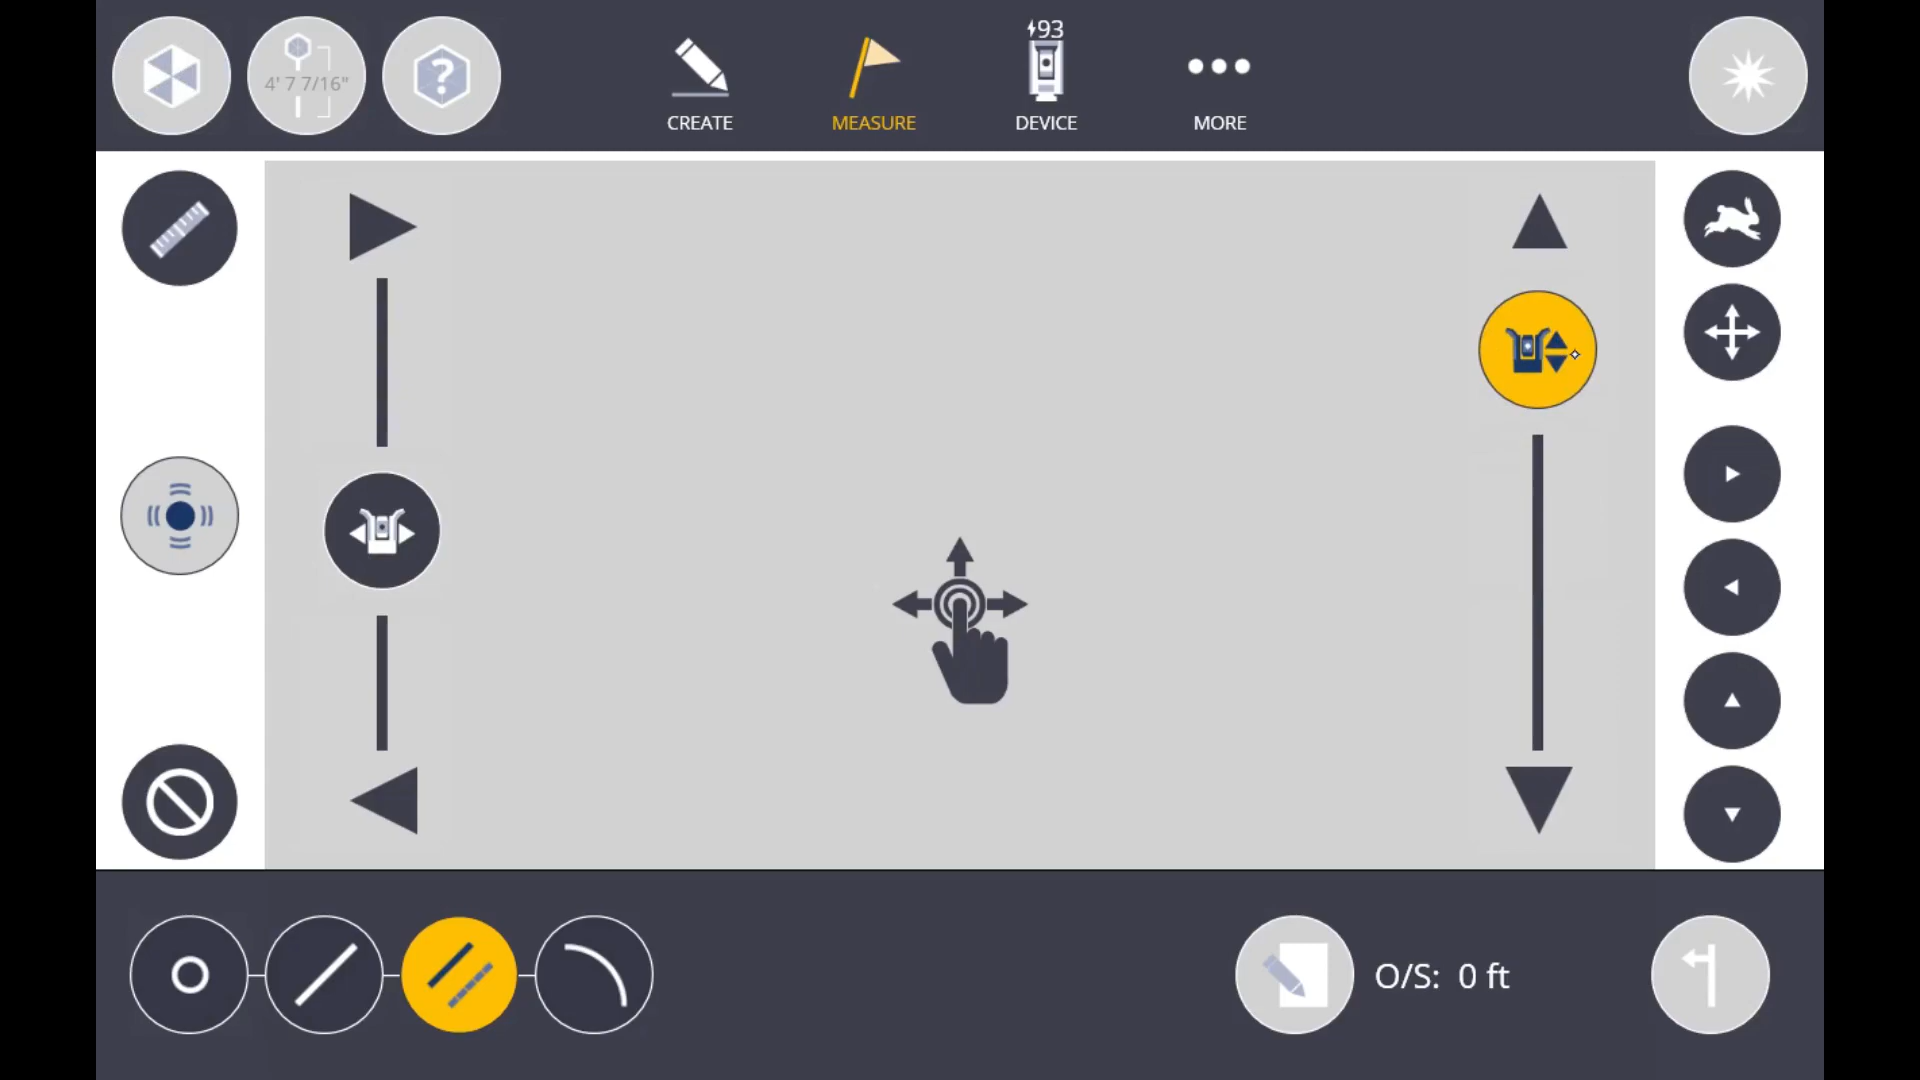 93
4' 7 7/16"
?
CREATE
MEASURE
DEVICE
MORE
O/S: 0 ft